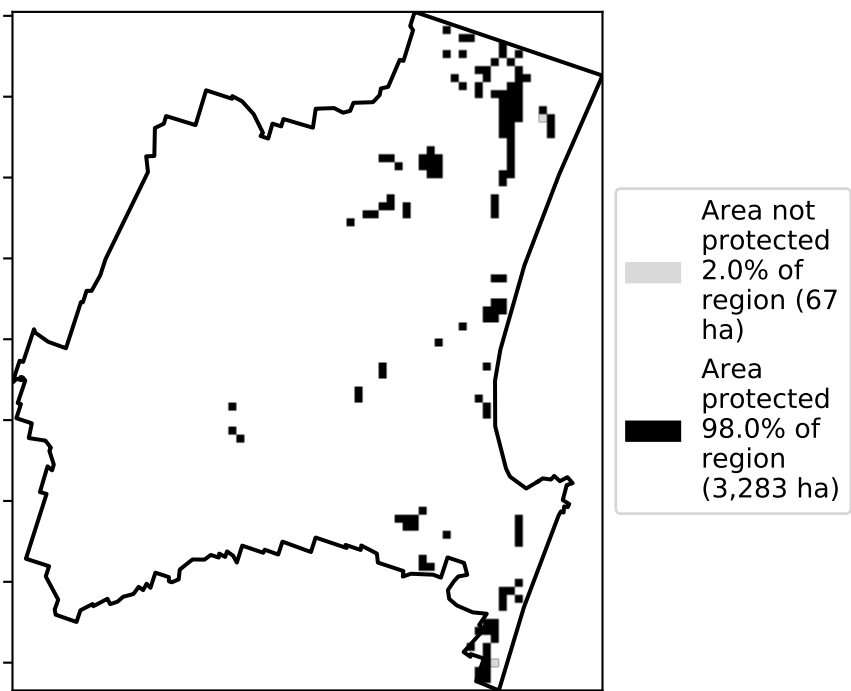 Area not
protected
2.0% of
region (67
ha)
Area
protected
98.0% of
region
(3,283 ha)